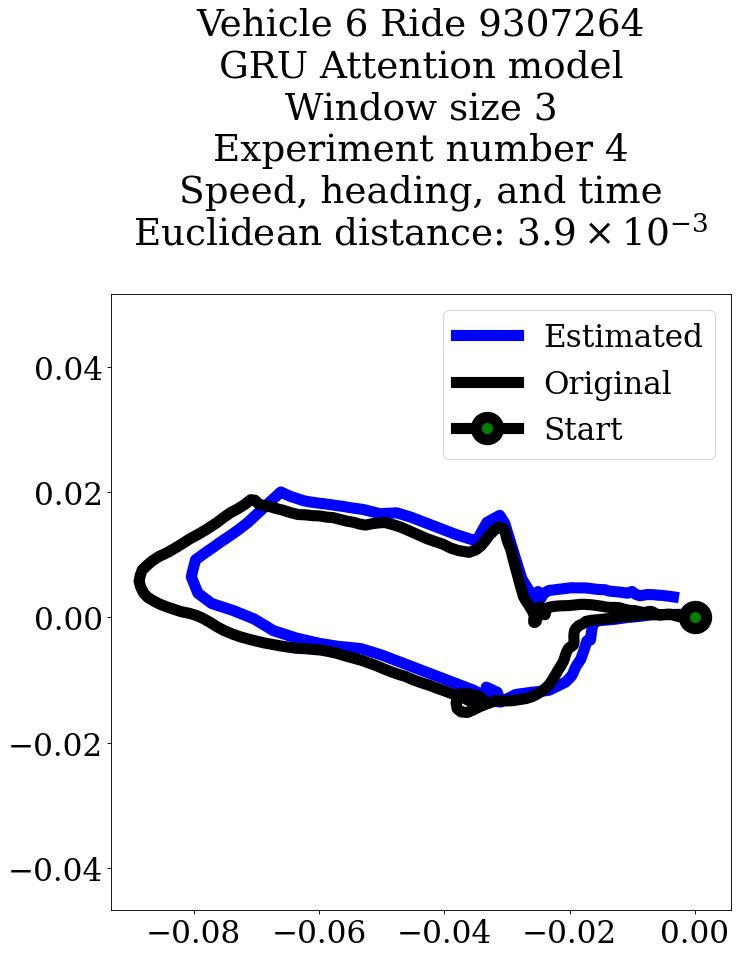 Vehicle 6 Ride 9307264
GRU Attention model
Window size 3
Experiment number 4
Speed, heading, and time
Euclidean distance: 3.9 × 10⁻³
Estimated
Original
Start
0.04
0.02
0.00
−0.02
−0.04
−0.08 −0.06 −0.04 −0.02 0.00